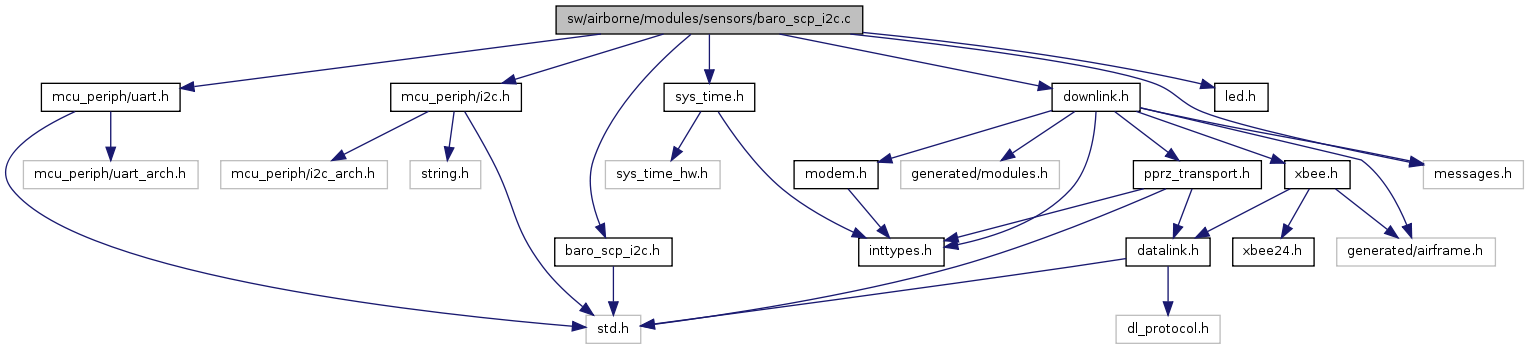 sw/airborne/modules/sensors/baro_scp_i2c.c
mcu_periph/uart.h
mcu_periph/i2c.h
sys_time.h
downlink.h
led.h
mcu_periph/uart_arch.h
mcu_periph/i2c_arch.h
string.h
sys_time_hw.h
modem.h
generated/modules.h
pprz_transport.h
xbee.h
messages.h
baro_scp_i2c.h
inttypes.h
datalink.h
xbee24.h
generated/airframe.h
std.h
dl_protocol.h